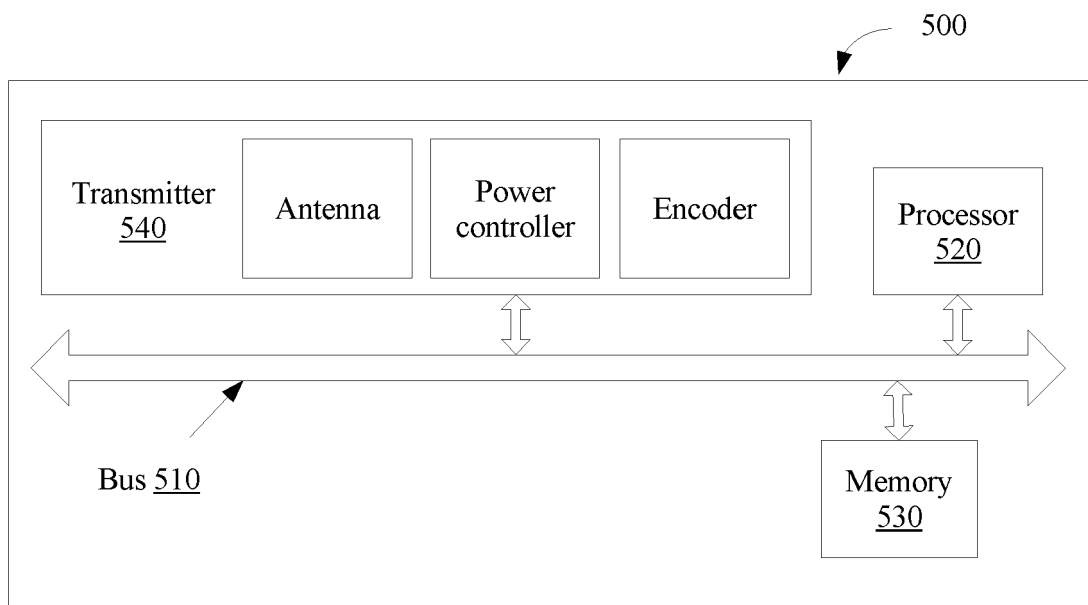 500
Transmitter
540
Antenna
Power
controller
Encoder
Processor
520
Bus 510
Memory
530